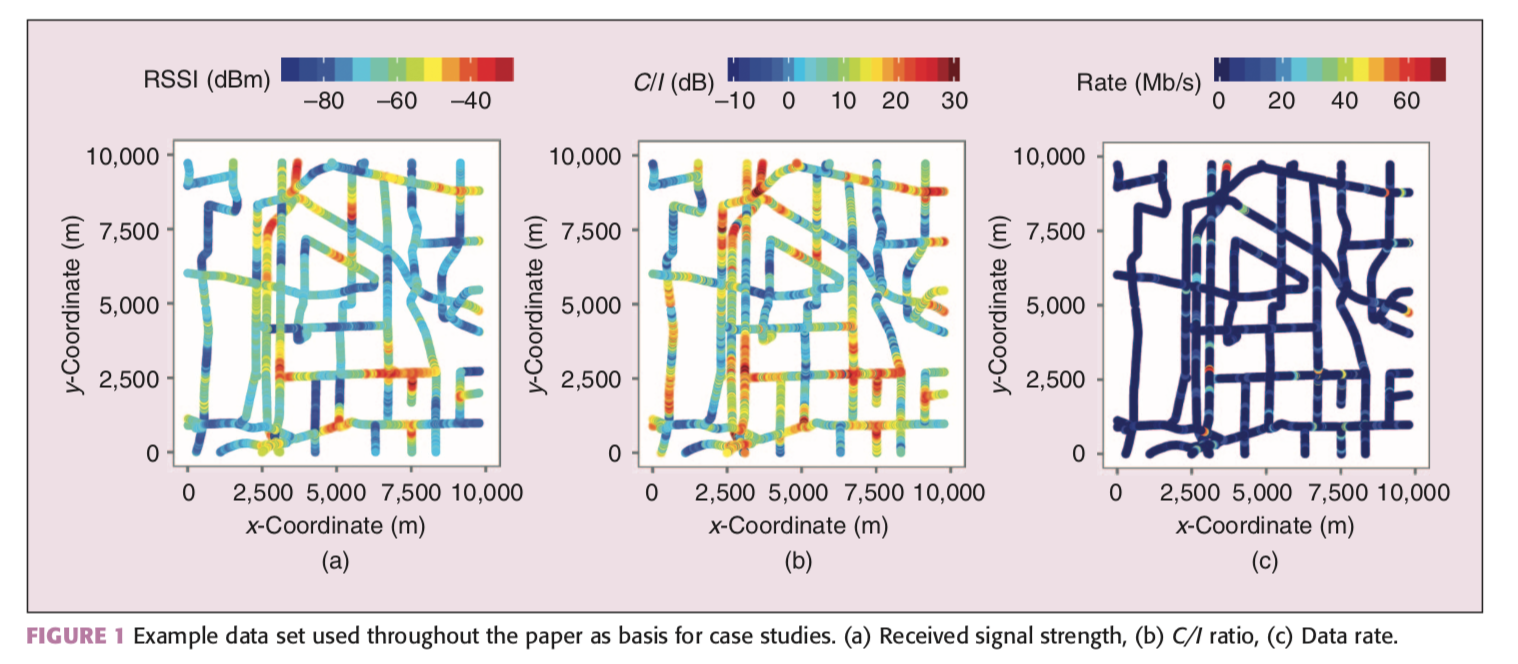 RSSI (dBm)
−80 −60 −40
C/I (dB)
−10 0 10 20 30
Rate (Mb/s)
0 20 40 60
10,000
7,500
5,000
2,500
0
y-Coordinate (m)
0 2,500 5,000 7,500 10,000
x-Coordinate (m)
(a)
10,000
7,500
5,000
2,500
0
y-Coordinate (m)
0 2,500 5,000 7,500 10,000
x-Coordinate (m)
(b)
10,000
7,500
5,000
2,500
0
y-Coordinate (m)
0 2,500 5,000 7,500 10,000
x-Coordinate (m)
(c)
FIGURE 1 Example data set used throughout the paper as basis for case studies. (a) Received signal strength, (b) C/I ratio, (c) Data rate.